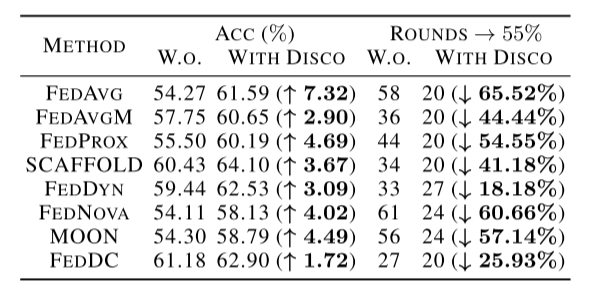 METHOD ACC (%) ROUNDS → 55%
W.O. WITH DISCO W.O. WITH DISCO
FEDAVG 54.27 61.59 (↑ 7.32) 58 20 (↓ 65.52%)
FEDAVGM 57.75 60.65 (↑ 2.90) 36 20 (↓ 44.44%)
FEDPROX 55.50 60.19 (↑ 4.69) 44 20 (↓ 54.55%)
SCAFFOLD 60.43 64.10 (↑ 3.67) 34 20 (↓ 41.18%)
FEDDYN 59.44 62.53 (↑ 3.09) 33 27 (↓ 18.18%)
FEDNOVA 54.11 58.13 (↑ 4.02) 61 24 (↓ 60.66%)
MOON 54.30 58.79 (↑ 4.49) 56 24 (↓ 57.14%)
FEDDC 61.18 62.90 (↑ 1.72) 27 20 (↓ 25.93%)